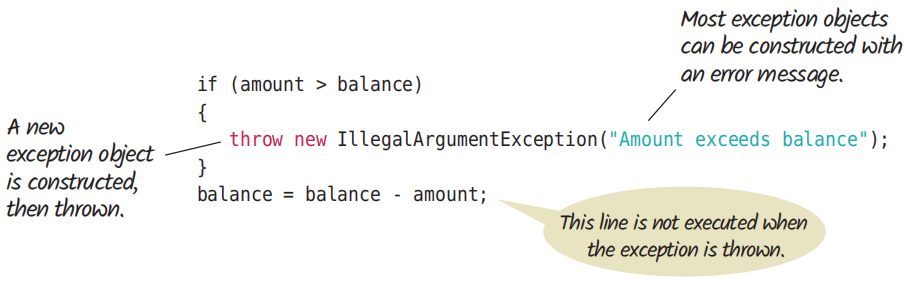 Most exception objects
can be constructed with
an error message.
if (amount > balance)
{
throw new IllegalArgumentException("Amount exceeds balance");
}
balance = balance - amount;
A new
exception object
is constructed,
then thrown.
This line is not executed when
the exception is thrown.